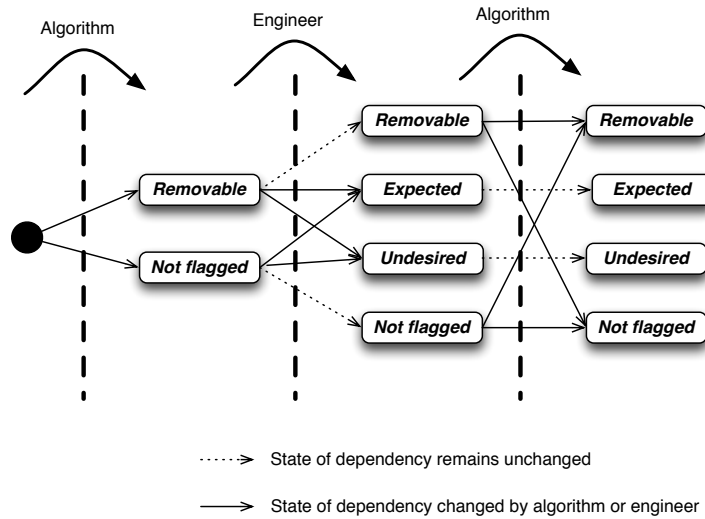 Algorithm
Engineer
Algorithm
Removable
Removable
Removable
Expected
Expected
Not flagged
Undesired
Undesired
Not flagged
Not flagged
State of dependency remains unchanged
State of dependency changed by algorithm or engineer